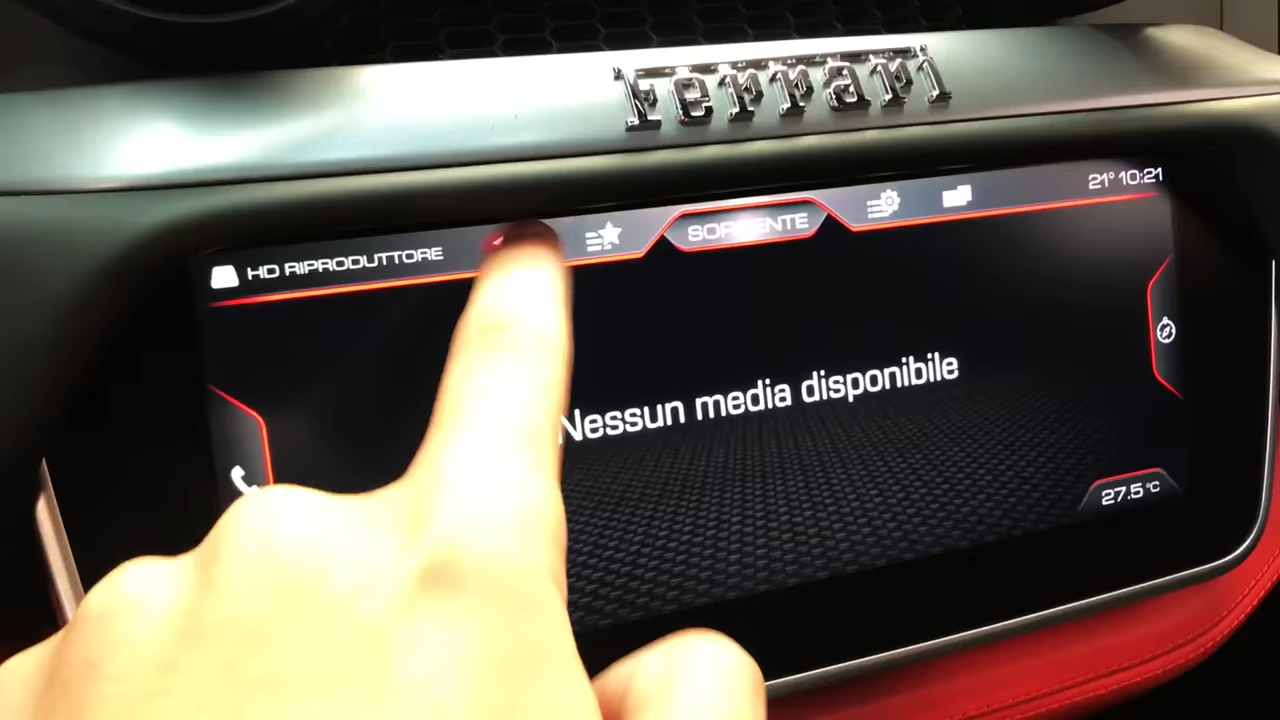 Ferrari
21° 10:21
HD RIPRODUTTORE
SORGENTE
Nessun media disponibile
27.5 °C